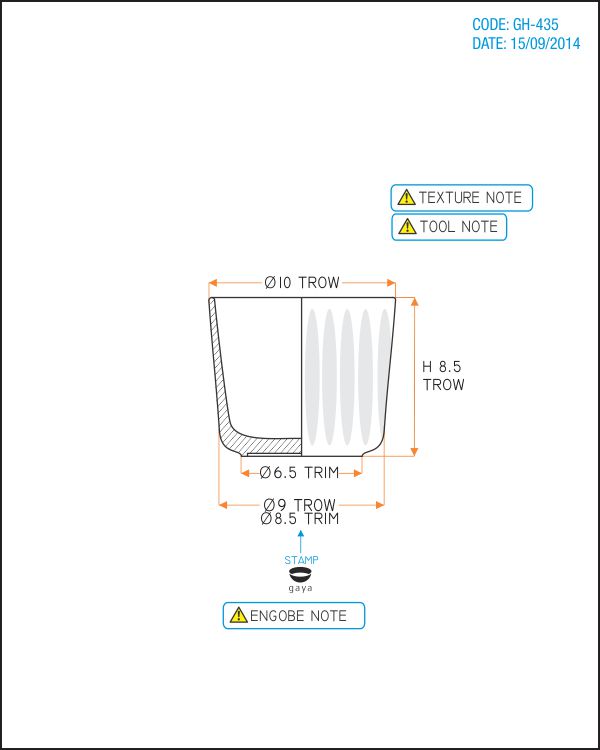 CODE: GH-435
DATE: 15/09/2014
TEXTURE NOTE
TOOL NOTE
Ø10 TROW
H 8.5
TROW
Ø6.5 TRIM
Ø9 TROW
Ø8.5 TRIM
STAMP
gaya
ENGOBE NOTE